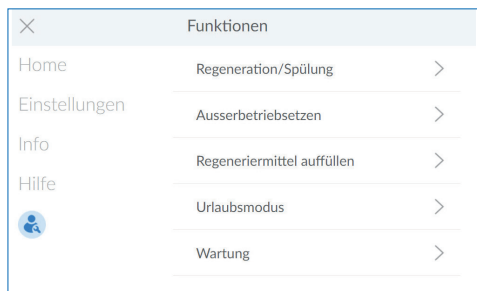 Funktionen
Home
Einstellungen
Info
Hilfe
Regeneration/Spülung
Ausserbetriebsetzen
Regeneriermittel auffüllen
Urlaubsmodus
Wartung